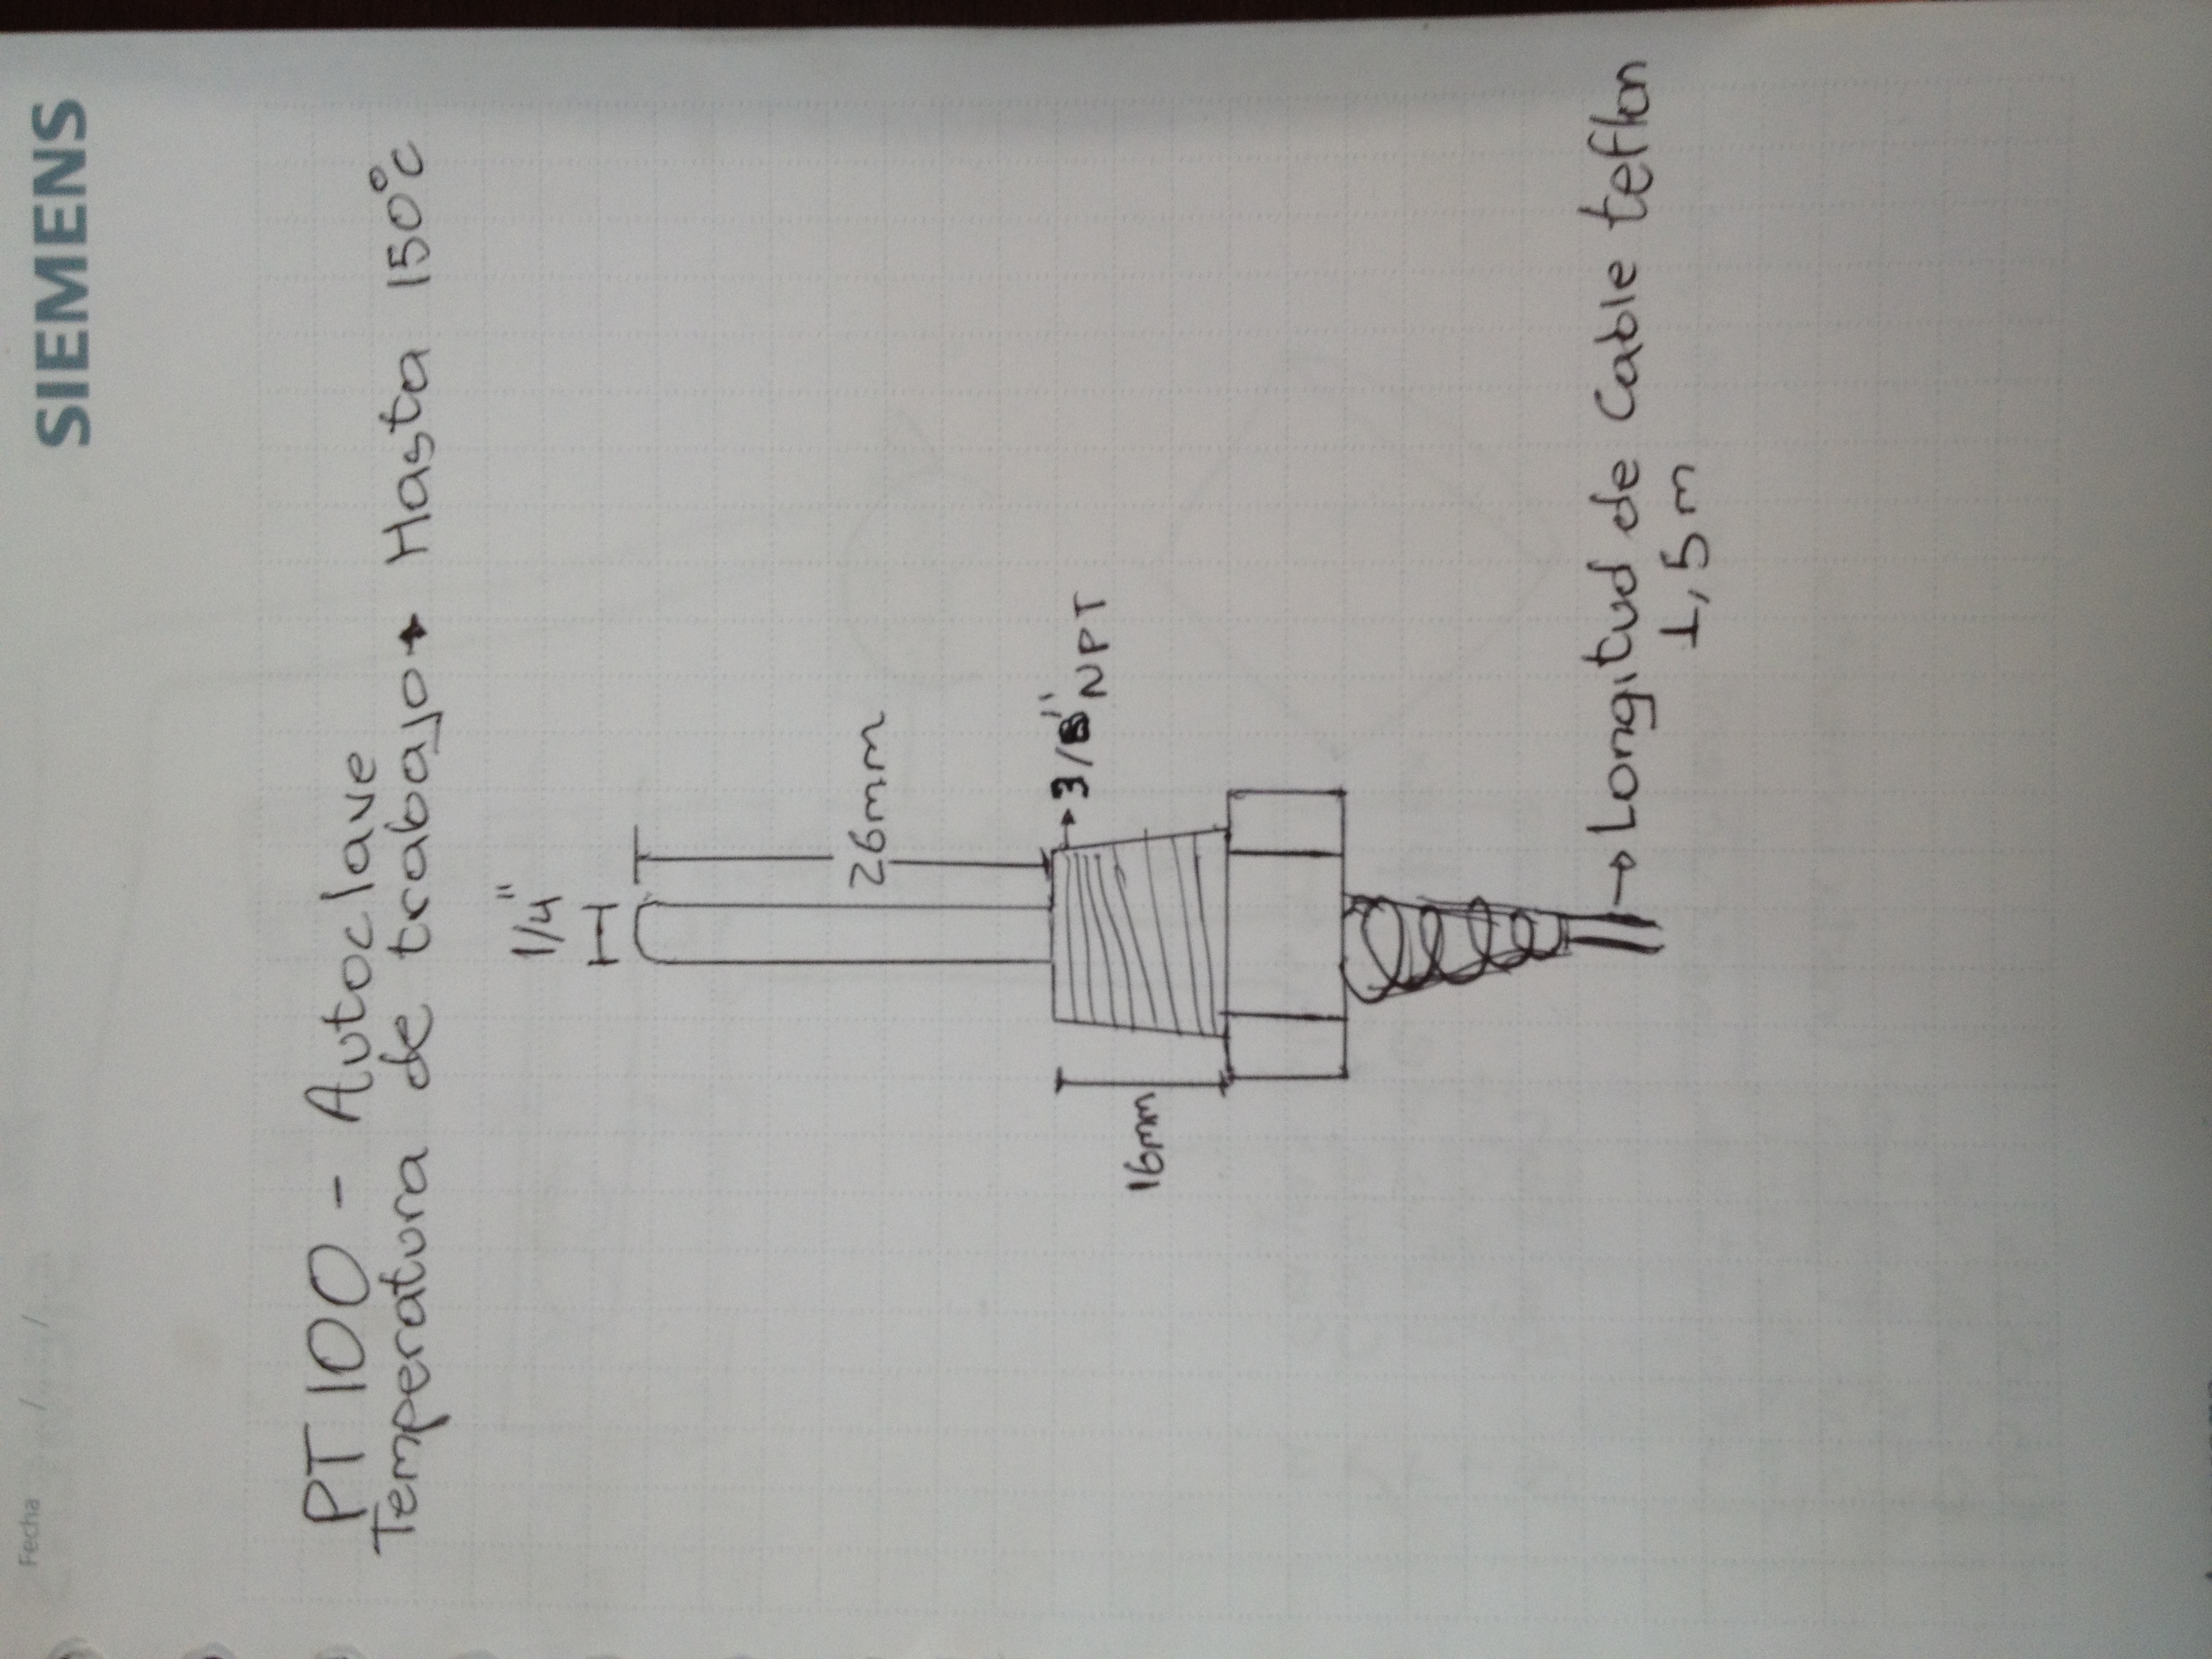 Fecha / /
SIEMENS
PT 100 - Autoclave
Temperatura de trabajo → Hasta 150°c
1/4"
26mm
3/8" NPT
16mm
Longitud de Cable teflon
1,5m